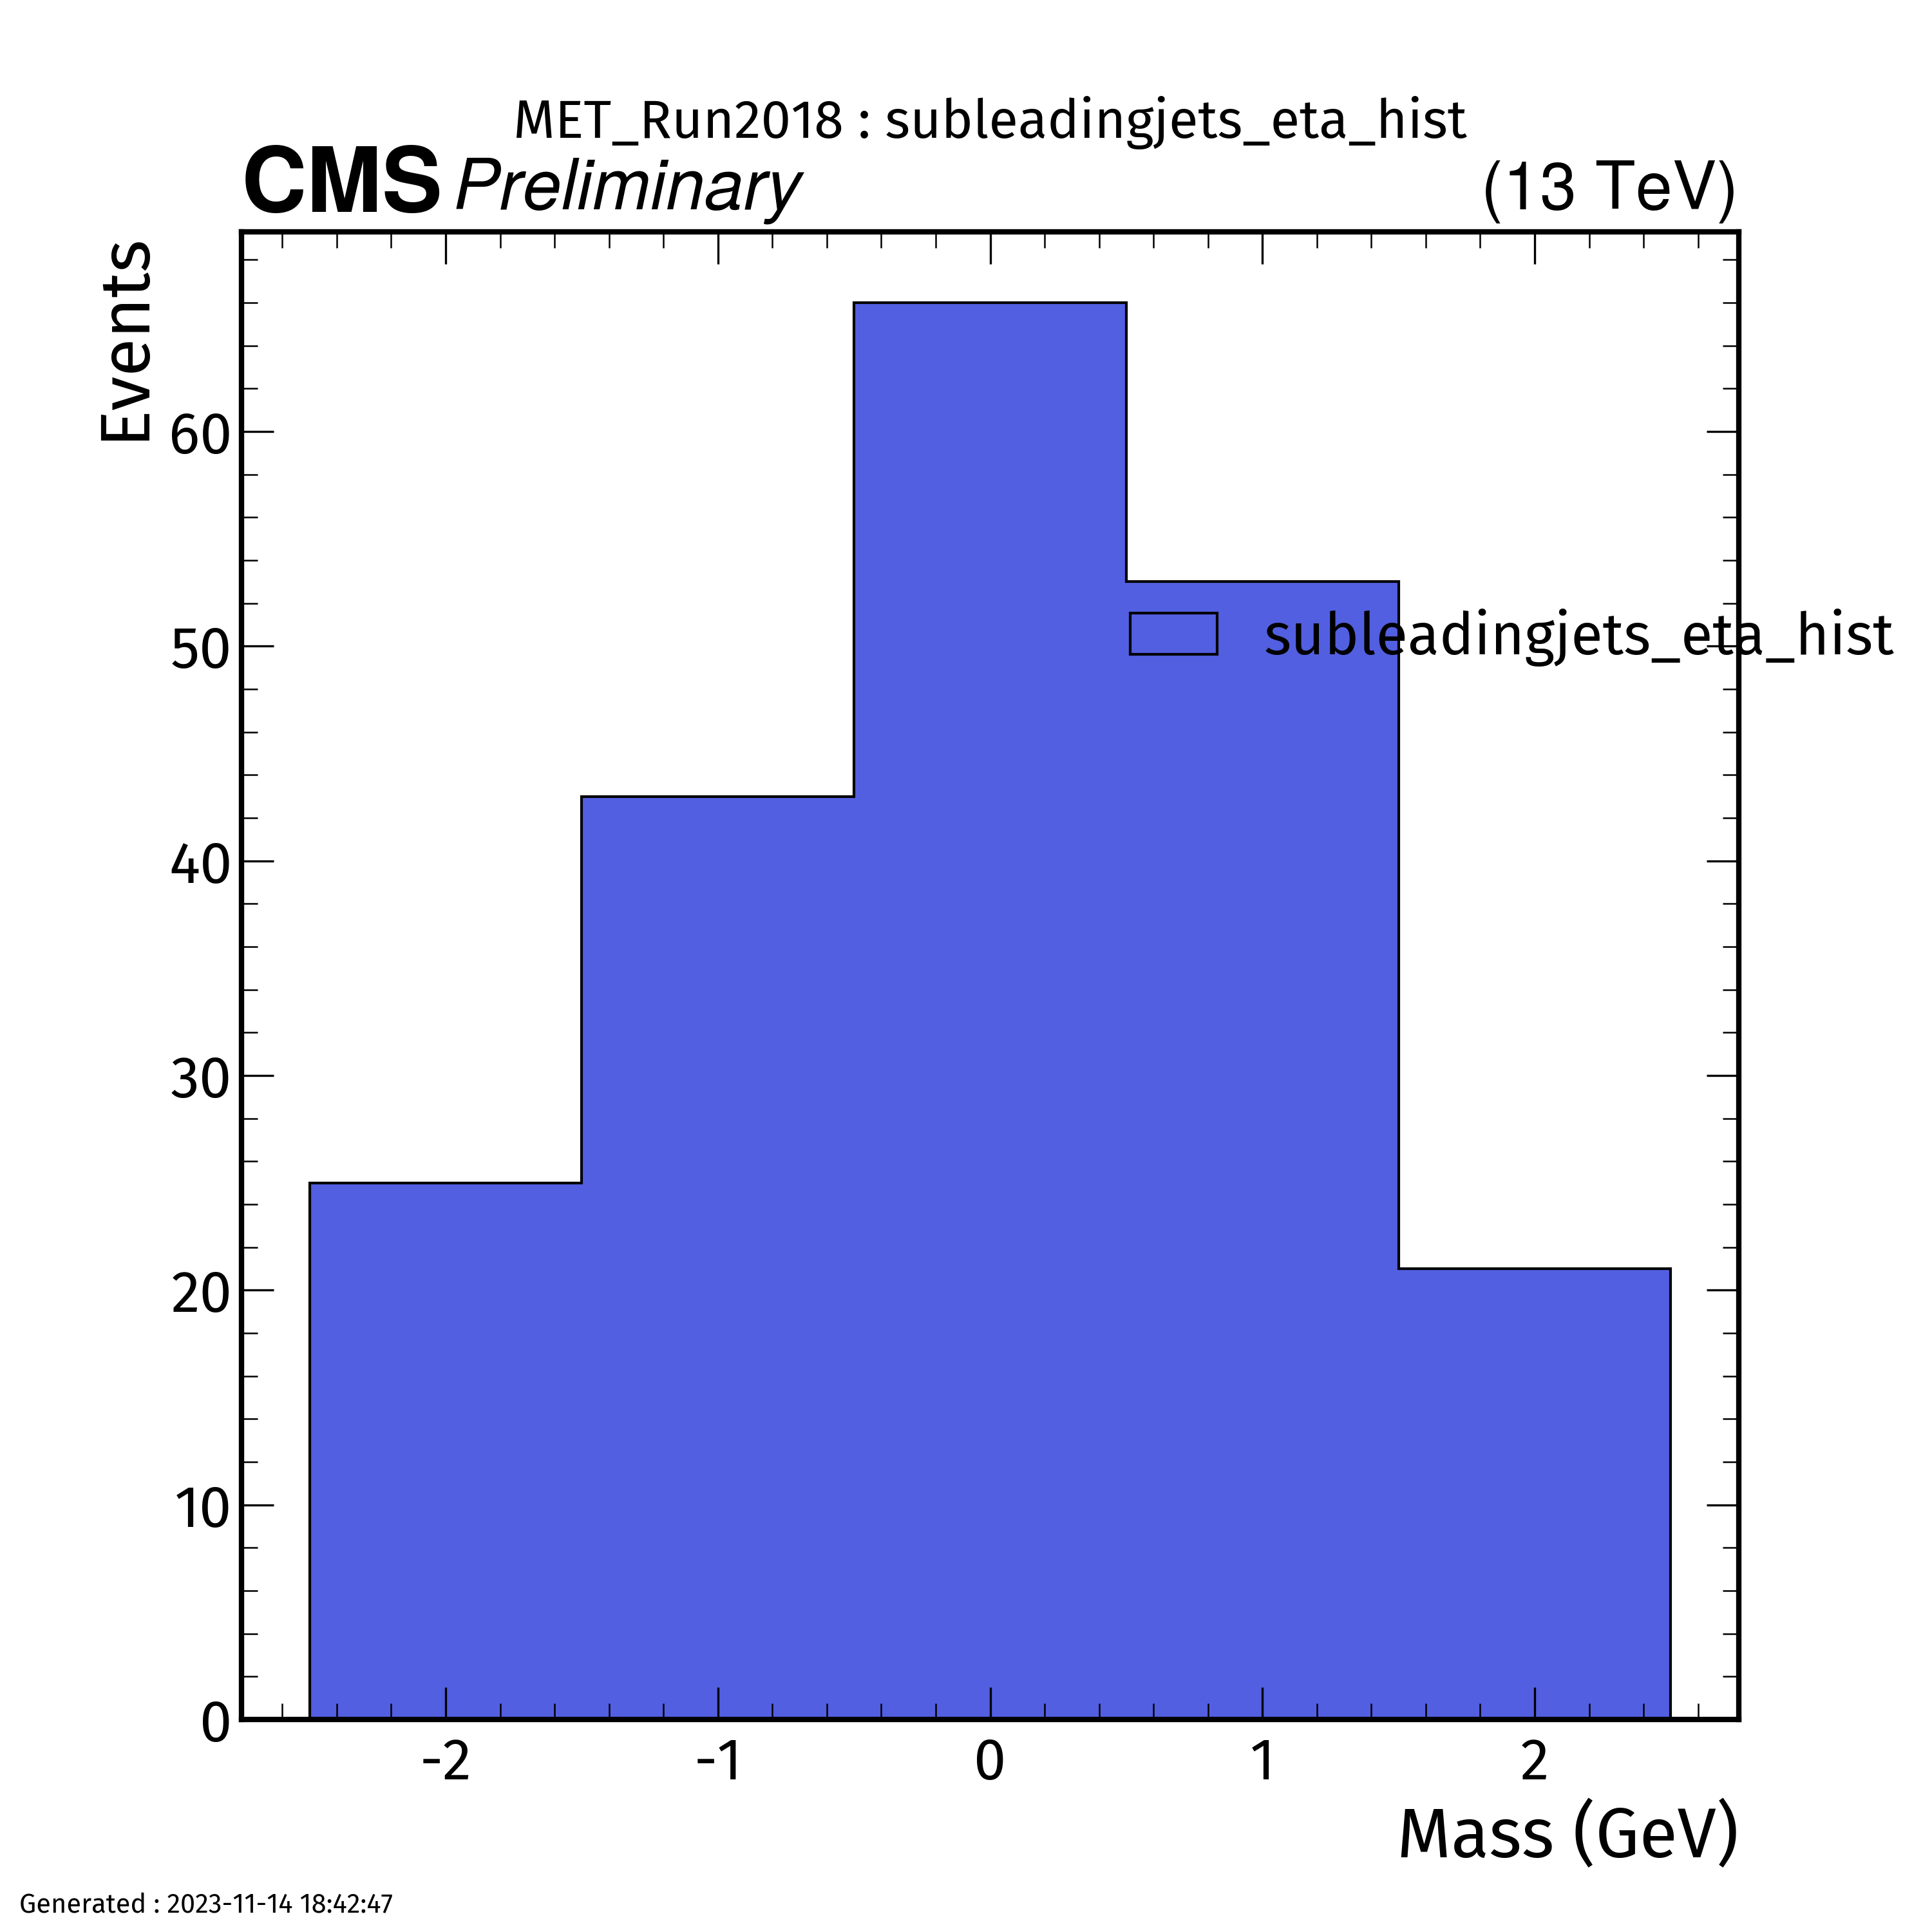 MET_Run2018 : subleadingjets_eta_hist
CMS Preliminary (13 TeV)
Events
60
50
40
30
20
10
0
subleadingjets_eta_hist
-2 -1 0 1 2
Mass (GeV)
Generated : 2023-11-14 18:42:47